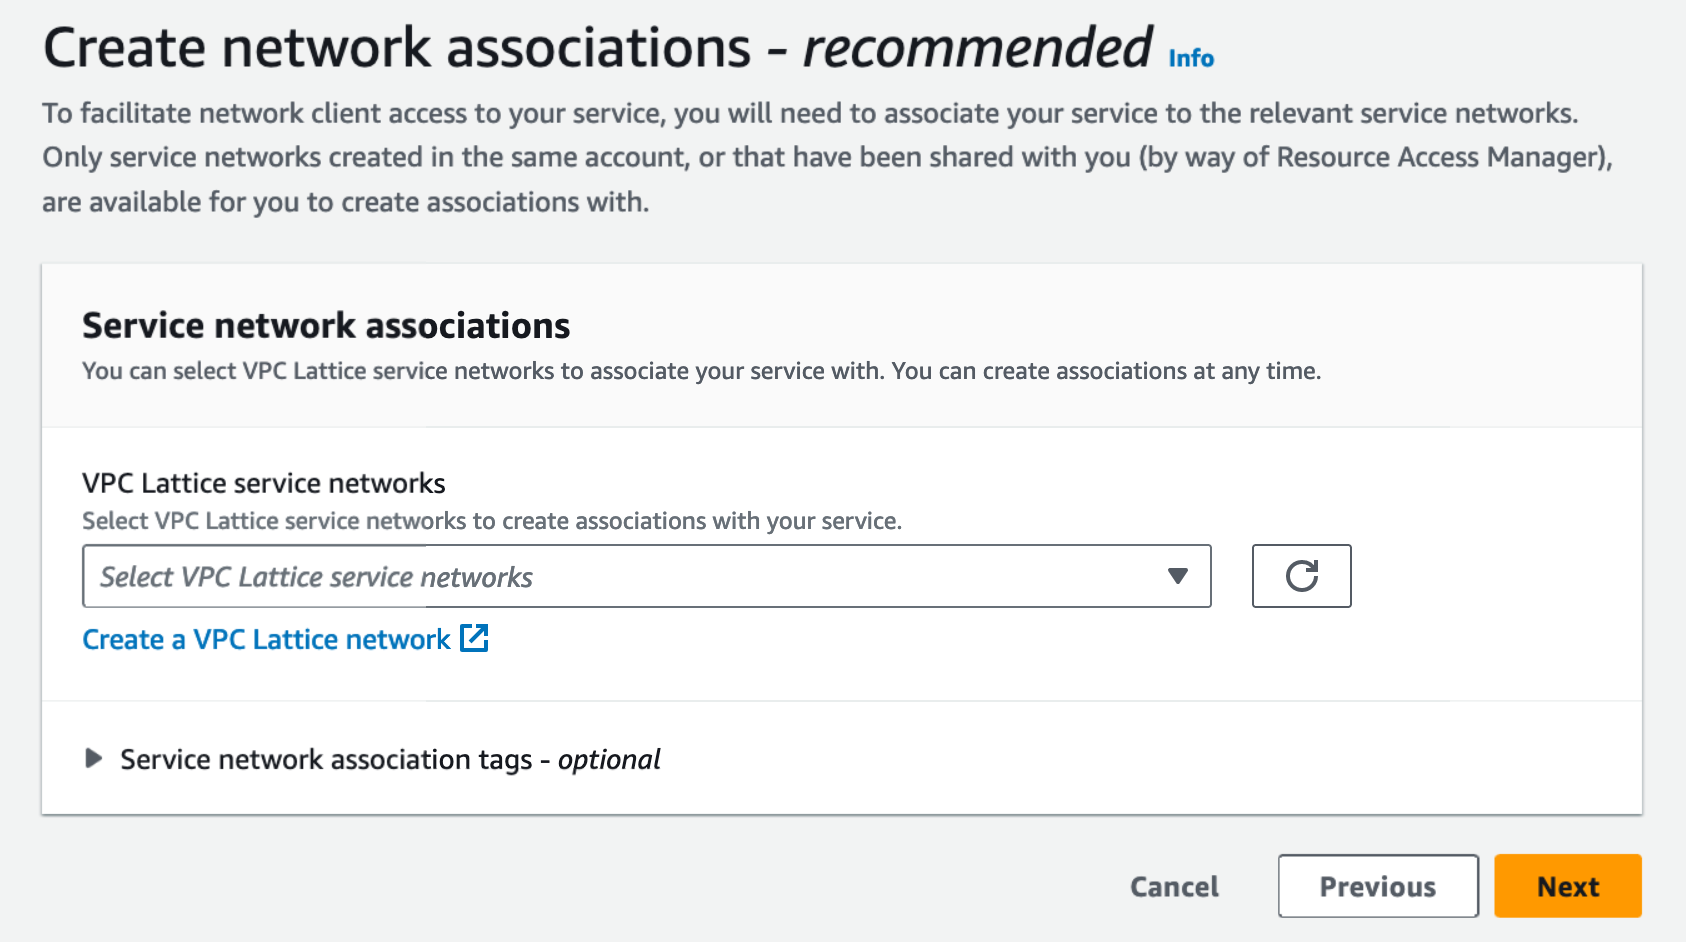 Create network associations - recommended Info
To facilitate network client access to your service, you will need to associate your service to the relevant service networks.
Only service networks created in the same account, or that have been shared with you (by way of Resource Access Manager),
are available for you to create associations with.
Service network associations
You can select VPC Lattice service networks to associate your service with. You can create associations at any time.
VPC Lattice service networks
Select VPC Lattice service networks to create associations with your service.
Select VPC Lattice service networks
Create a VPC Lattice network
Service network association tags - optional
Cancel Previous Next